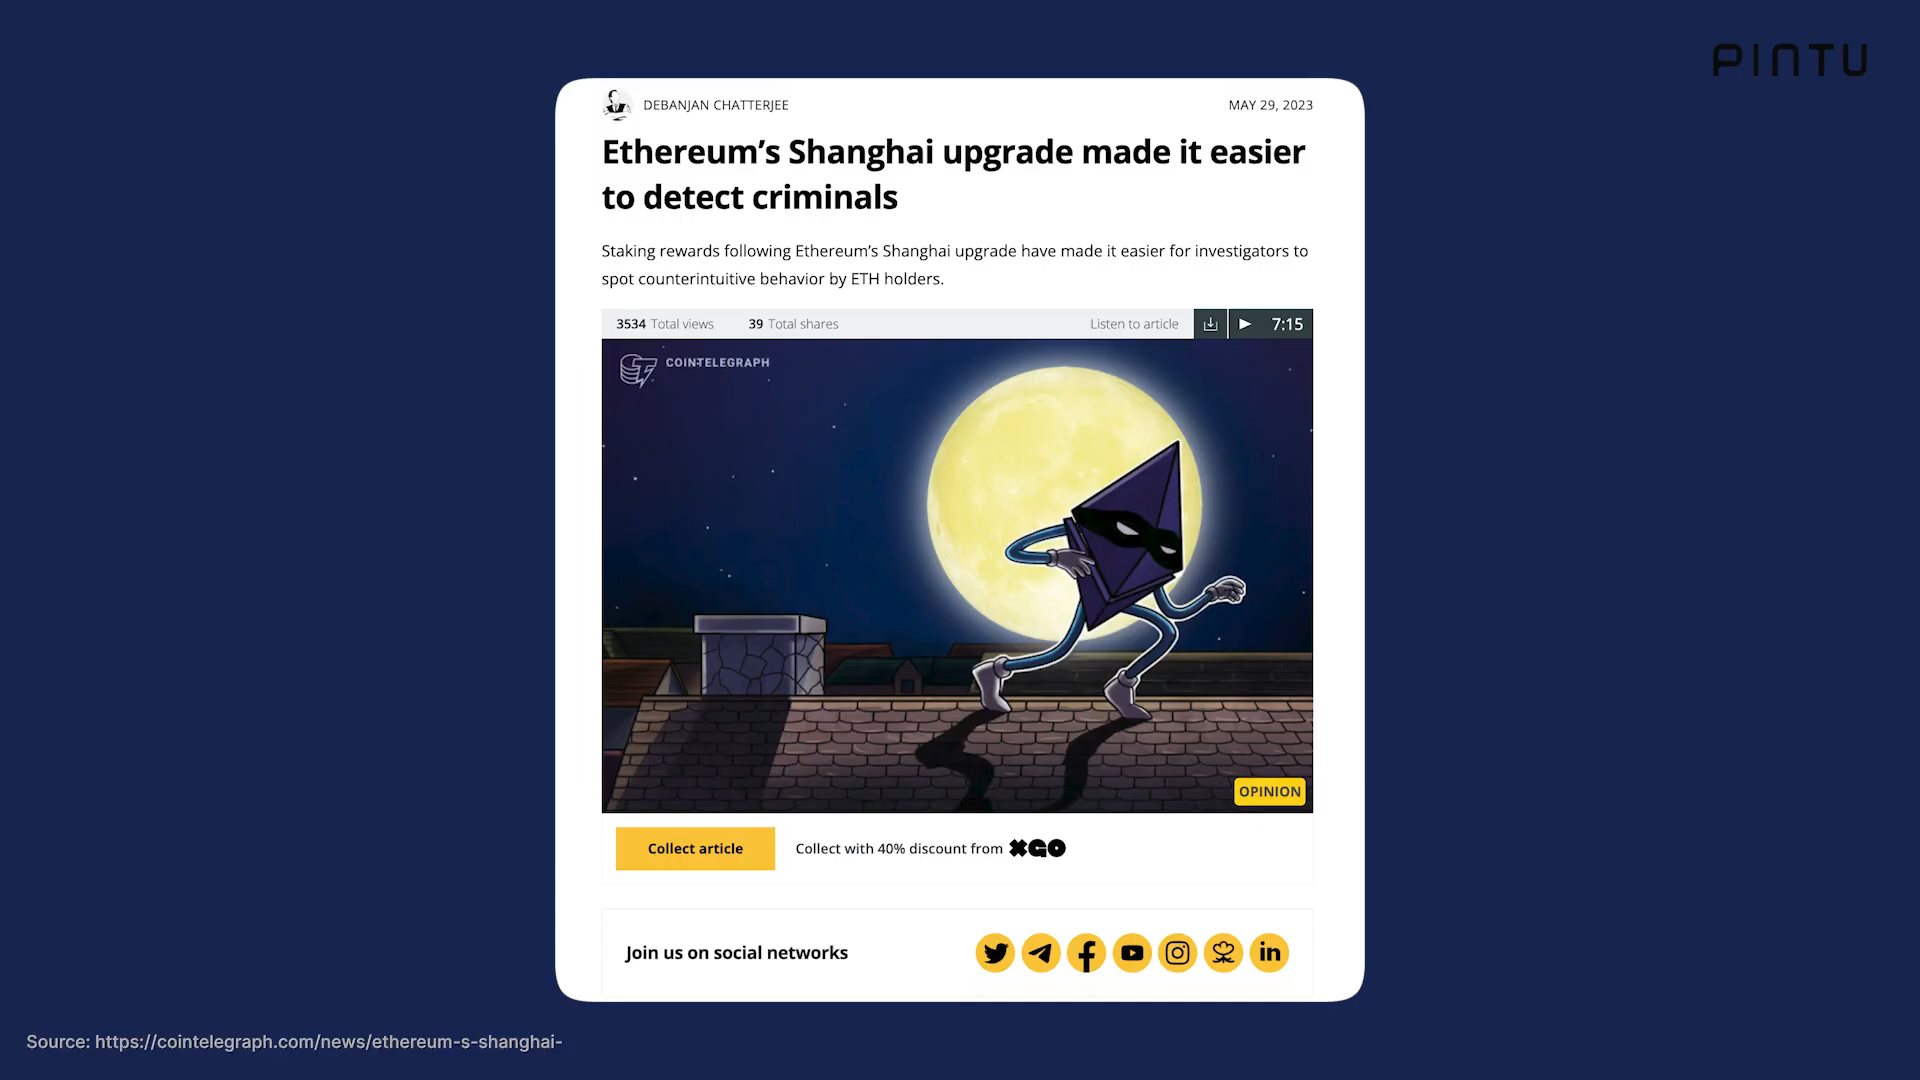 PINTU
DEBANJAN CHATTERJEE
MAY 29, 2023
Ethereum’s Shanghai upgrade made it easier
to detect criminals
Staking rewards following Ethereum’s Shanghai upgrade have made it easier for investigators to
spot counterintuitive behavior by ETH holders.
3534 Total views
39 Total shares
Listen to article
7:15
COINTELEGRAPH
OPINION
Collect article
Collect with 40% discount from XGO
Join us on social networks
Source: https://cointelegraph.com/news/ethereum-s-shanghai-